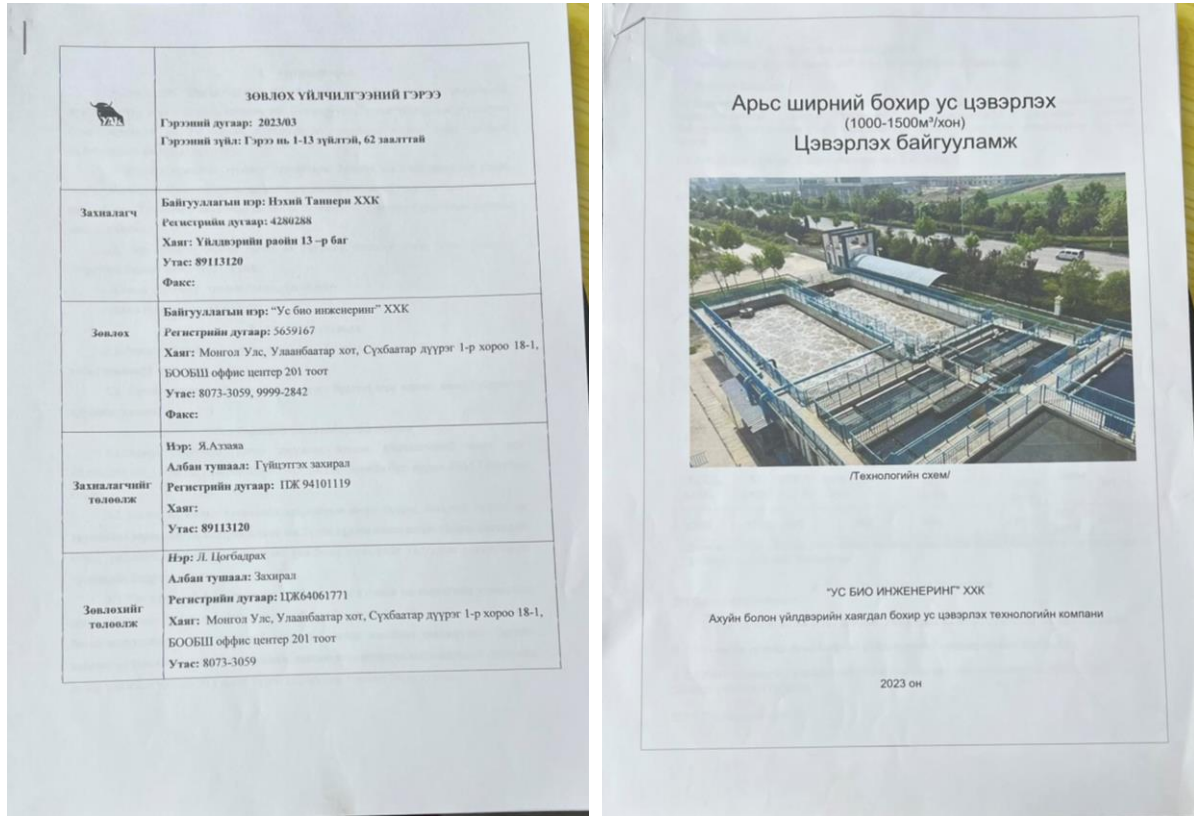 ЗӨВЛӨХ ҮЙЛЧИЛГЭЭНИЙ ГЭРЭЭ
Гэрээний дугаар: 2023/03
Гэрээний зүйл: Гэрээ нь 1-13 зүйлтэй, 62 заалттай
Захиалагч
Байгууллагын нэр: Нэхий Таннери ХХК
Регистрийн дугаар: 4280288
Хаяг: Үйлдвэрийн район 13 –р баг
Утас: 89113120
Факс:
Зөвлөх
Байгууллагын нэр: “Ус био инженеринг” ХХК
Регистрийн дугаар: 5659167
Хаяг: Монгол Улс, Улаанбаатар хот, Сүхбаатар дүүрэг 1-р хороо 18-1,
БООБШ оффис центер 201 тоот
Утас: 8073-3059, 9999-2842
Факс:
Захиалагчийг
төлөөлж
Нэр: Я.Азаяа
Албан тушаал: Гүйцэтгэх захирал
Регистрийн дугаар: 94101119
Хаяг:
Утас: 89113120
Зөвлөхийг
төлөөлж
Нэр: Л. Цогбадрах
Албан тушаал: Захирал
Регистрийн дугаар: ЦЖ64061771
Хаяг: Монгол Улс, Улаанбаатар хот, Сүхбаатар дүүрэг 1-р хороо 18-1,
БООБШ оффис центер 201 тоот
Утас: 8073-3059
Арьс ширний бохир ус цэвэрлэх
(1000-1500м³/хон)
Цэвэрлэх байгууламж
/Технологийн схем/
“УС БИО ИНЖЕНЕРИНГ” ХХК
Ахуйн болон үйлдвэрийн хаягдал бохир ус цэвэрлэх технологийн компани
2023 он